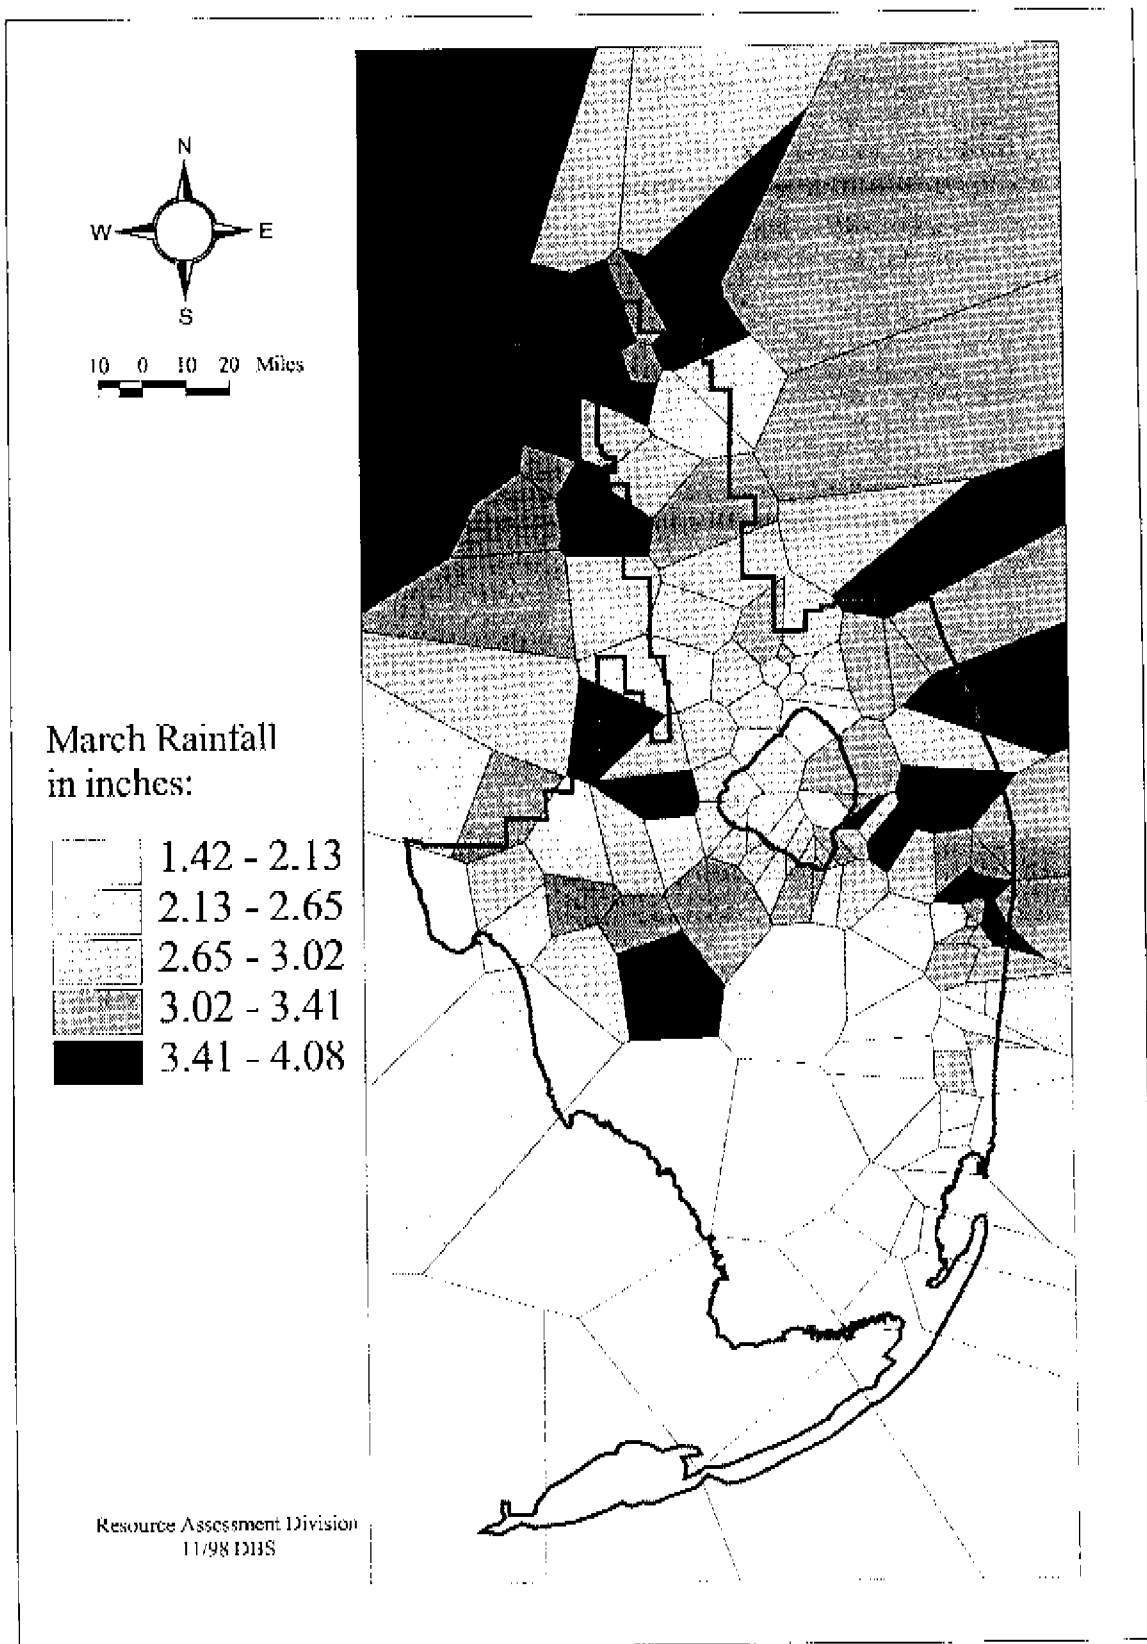 N
W E
S
10 0 10 20 Miles
March Rainfall
in inches:
1.42 - 2.13
2.13 - 2.65
2.65 - 3.02
3.02 - 3.41
3.41 - 4.08
Resource Assessment Division
11/98 DHS